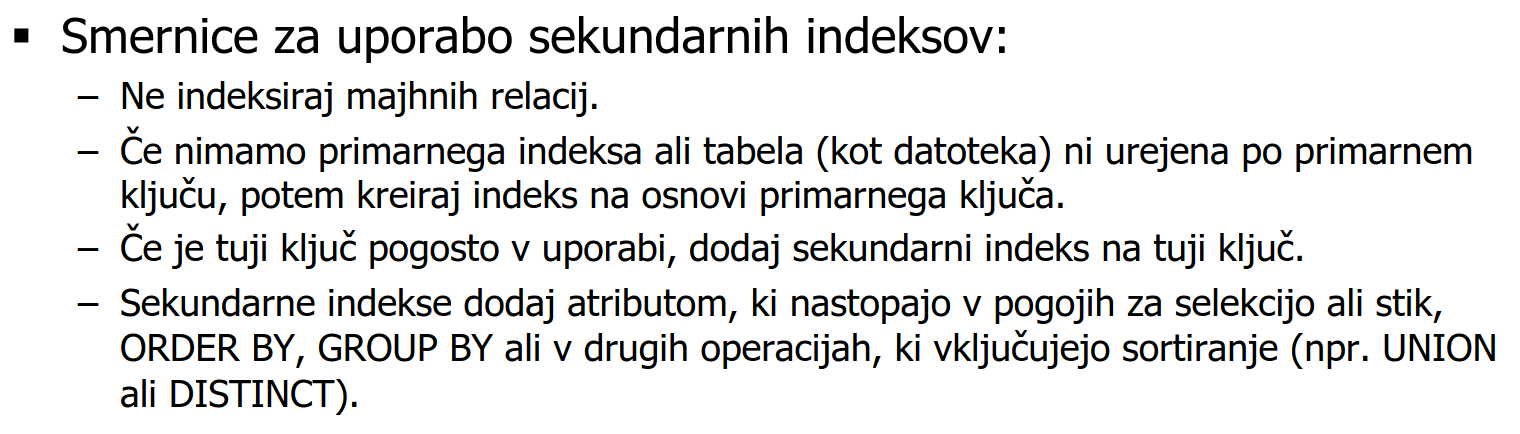 ▪ Smernice za uporabo sekundarnih indeksov:
– Ne indeksiraj majhnih relacij.
– Če nimamo primarnega indeksa ali tabela (kot datoteka) ni urejena po primarnem
ključu, potem kreiraj indeks na osnovi primarnega ključa.
– Če je tuji ključ pogosto v uporabi, dodaj sekundarni indeks na tuji ključ.
– Sekundarne indekse dodaj atributom, ki nastopajo v pogojih za selekcijo ali stik,
ORDER BY, GROUP BY ali v drugih operacijah, ki vključujejo sortiranje (npr. UNION
ali DISTINCT).